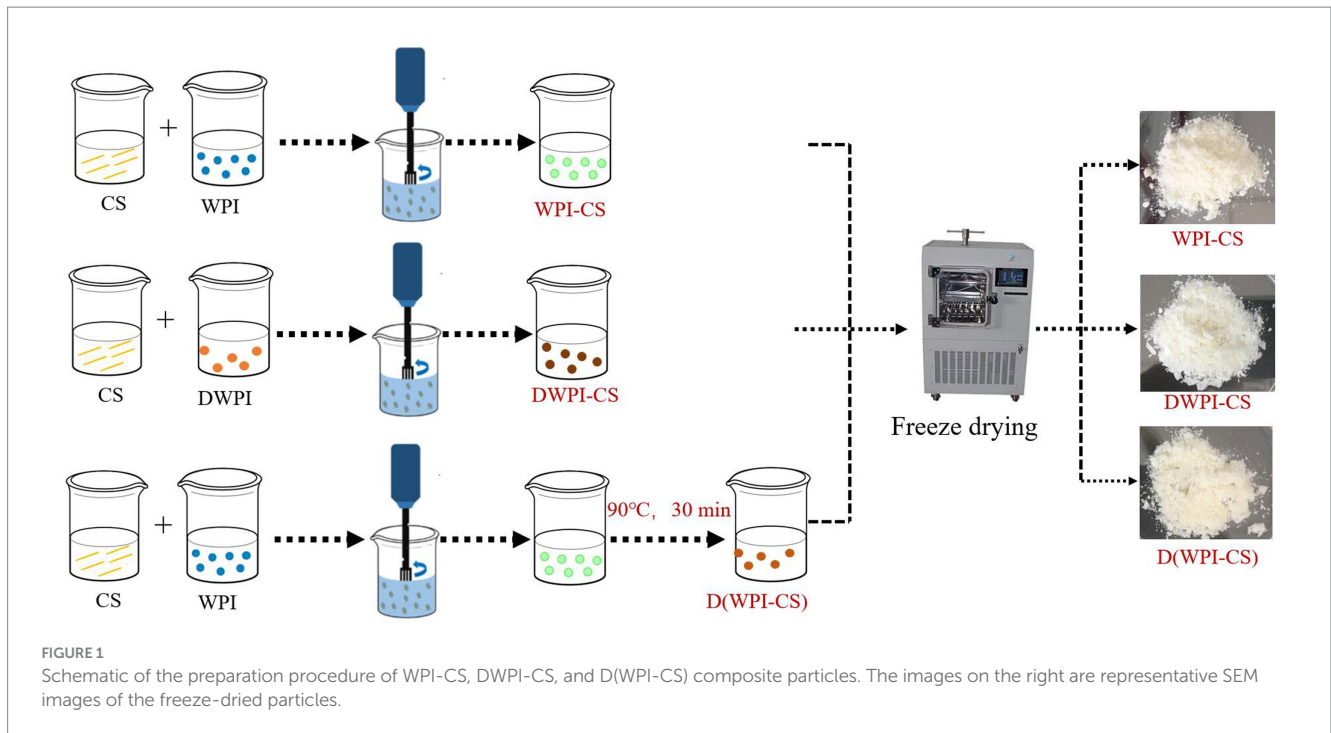 +
CS
WPI
WPI-CS
WPI-CS
+
CS
DWPI
DWPI-CS
Freeze drying
DWPI-CS
+
90℃， 30 min
CS
WPI
D(WPI-CS)
D(WPI-CS)
FIGURE 1
Schematic of the preparation procedure of WPI-CS, DWPI-CS, and D(WPI-CS) composite particles. The images on the right are representative SEM
images of the freeze-dried particles.